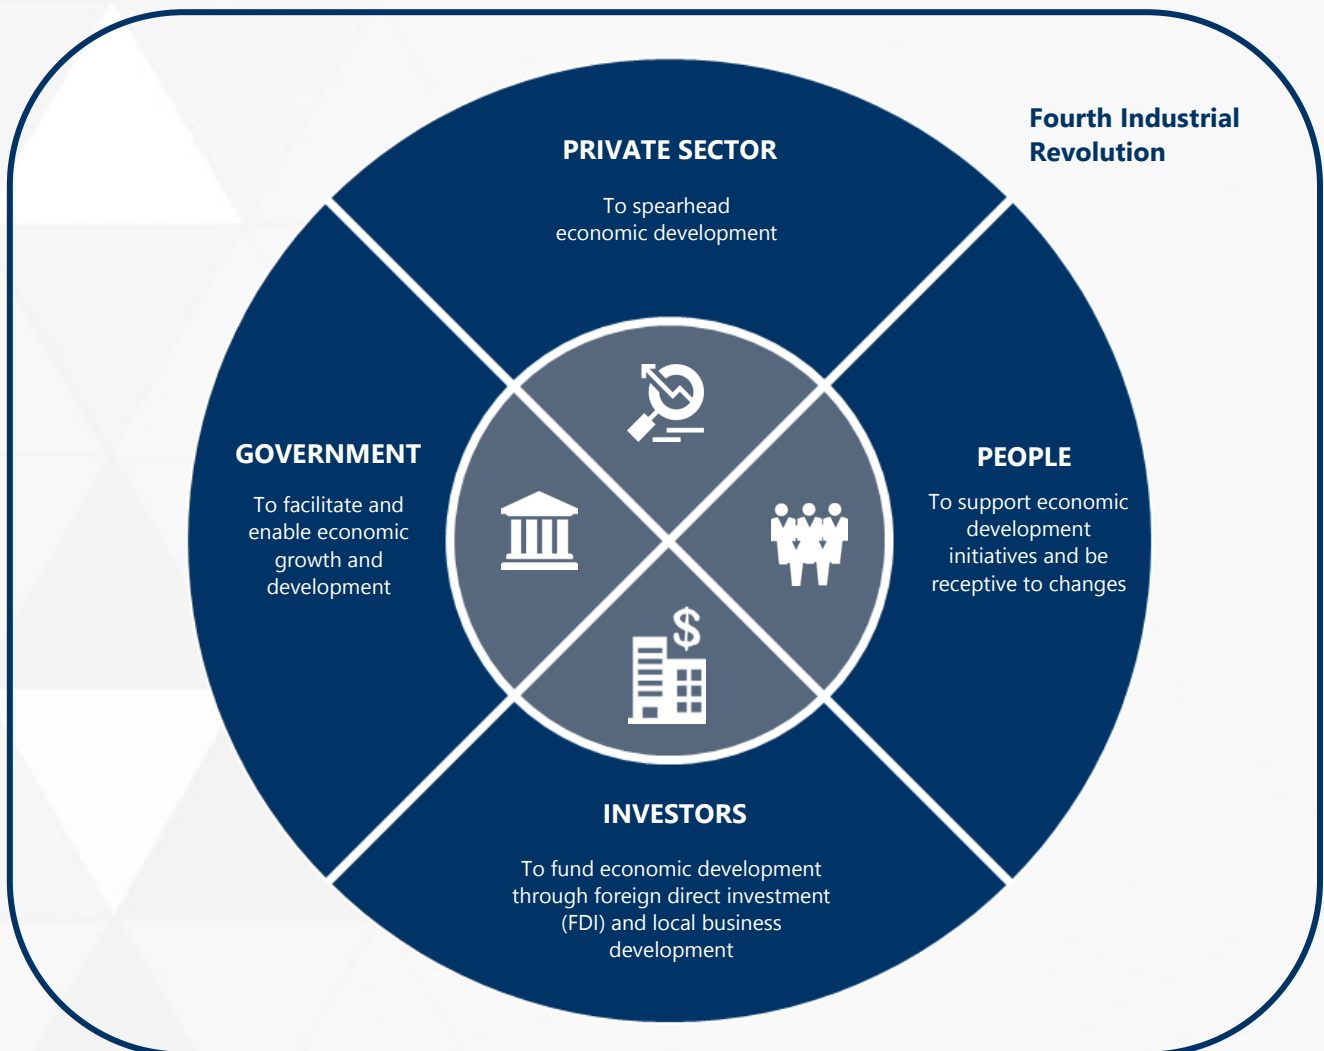 Fourth Industrial
Revolution
PRIVATE SECTOR
To spearhead
economic development
GOVERNMENT
To facilitate and
enable economic
growth and
development
PEOPLE
To support economic
development
initiatives and be
receptive to changes
$
INVESTORS
To fund economic development
through foreign direct investment
(FDI) and local business
development